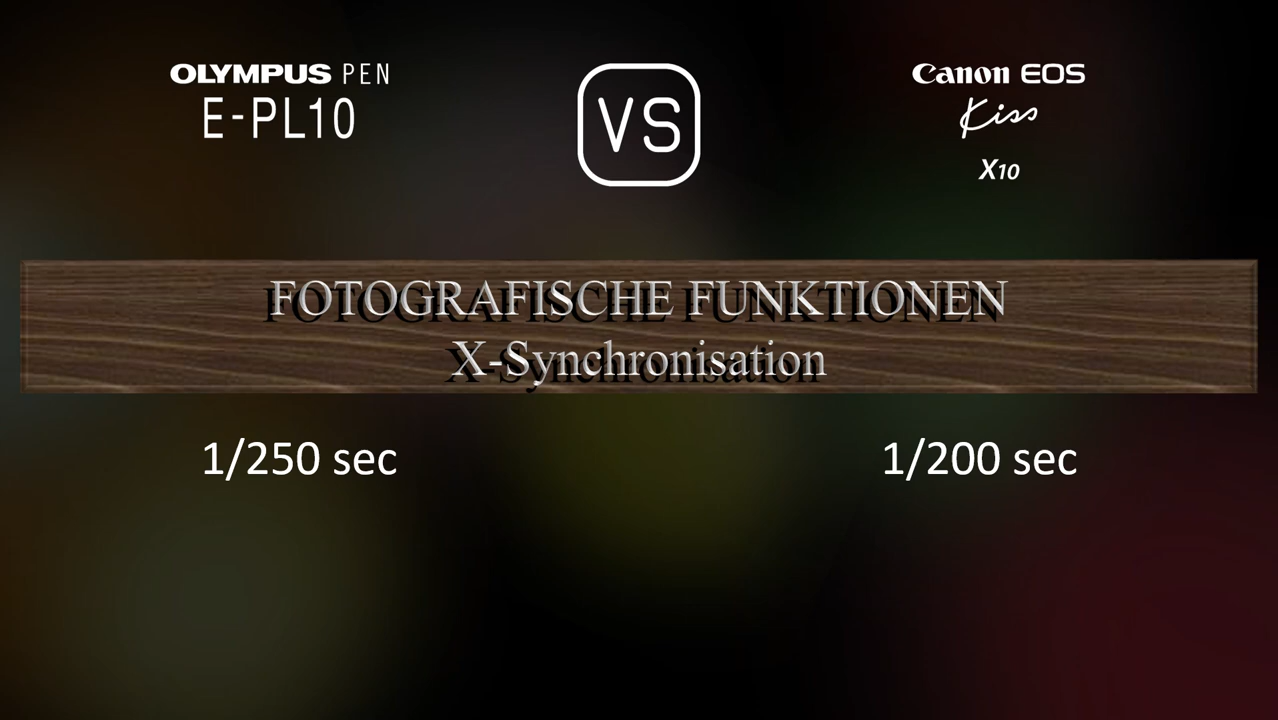 OLYMPUS PEN
E-PL10
VS
Canon EOS
Kiss
X10
FOTOGRAFISCHE FUNKTIONEN
X-Synchronisation
1/250 sec
1/200 sec